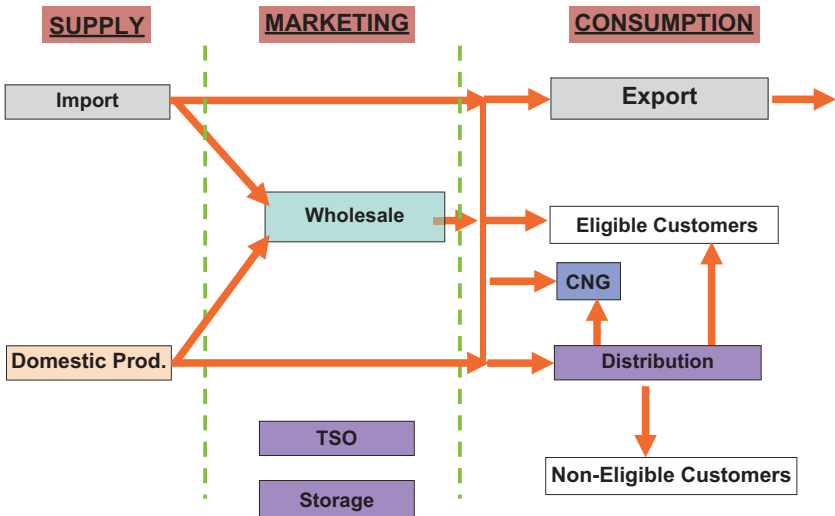 SUPPLY
MARKETING
CONSUMPTION
Import
Export
Wholesale
Eligible Customers
CNG
Domestic Prod.
Distribution
TSO
Non-Eligible Customers
Storage